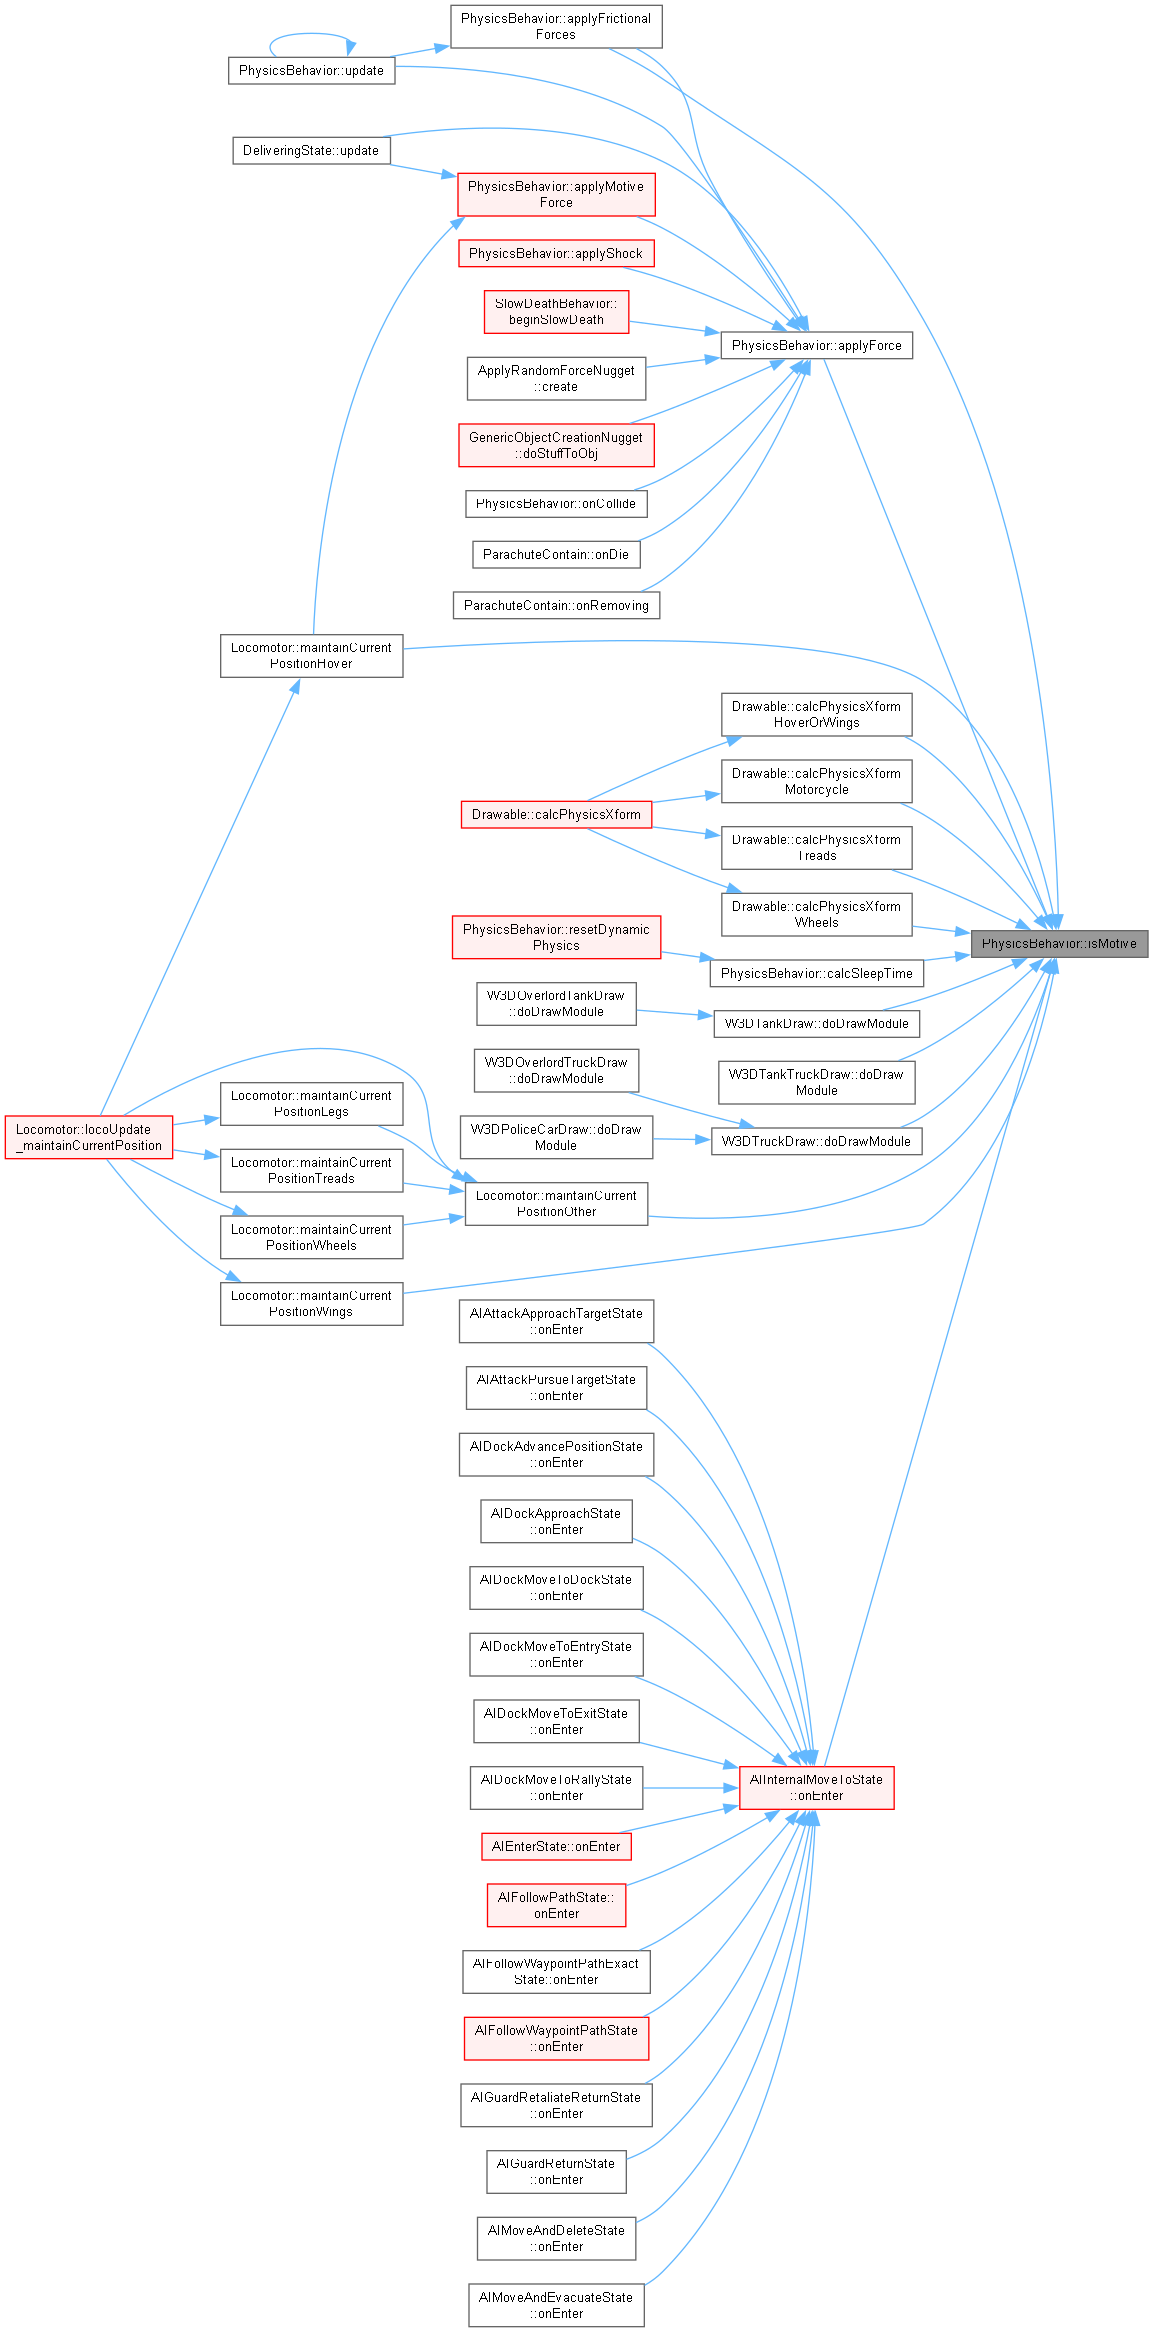 PhysicsBehavior::applyFrictional
Forces
PhysicsBehavior::update
DeliveringState::update
PhysicsBehavior::applyMotive
Force
PhysicsBehavior::applyShock
SlowDeathBehavior::
beginSlowDeath
PhysicsBehavior::applyForce
ApplyRandomForceNugget
::create
GenericObjectCreationNugget
::doStuffToObj
PhysicsBehavior::onCollide
ParachuteContain::onDie
ParachuteContain::onRemoving
Locomotor::maintainCurrent
PositionHover
Drawable::calcPhysicsXform
HoverOrWings
Drawable::calcPhysicsXform
Motorcycle
Drawable::calcPhysicsXform
Drawable::calcPhysicsXform
Treads
Drawable::calcPhysicsXform
Wheels
PhysicsBehavior::isMotive
PhysicsBehavior::resetDynamic
Physics
PhysicsBehavior::calcSleepTime
W3DOverlordTankDraw
::doDrawModule
W3DTankDraw::doDrawModule
W3DOverlordTruckDraw
::doDrawModule
W3DTankTruckDraw::doDraw
Module
Locomotor::maintainCurrent
PositionLegs
Locomotor::locoUpdate
_maintainCurrentPosition
W3DPoliceCarDraw::doDraw
Module
W3DTruckDraw::doDrawModule
Locomotor::maintainCurrent
PositionTreads
Locomotor::maintainCurrent
PositionOther
Locomotor::maintainCurrent
PositionWheels
Locomotor::maintainCurrent
PositionWings
AIAttackApproachTargetState
::onEnter
AIAttackPursueTargetState
::onEnter
AIDockAdvancePositionState
::onEnter
AIDockApproachState
::onEnter
AIDockMoveToDockState
::onEnter
AIDockMoveToEntryState
::onEnter
AIDockMoveToExitState
::onEnter
AIDockMoveToRallyState
::onEnter
AIInternalMoveToState
::onEnter
AIEnterState::onEnter
AIFollowPathState::
onEnter
AIFollowWaypointPathExact
State::onEnter
AIFollowWaypointPathState
::onEnter
AIGuardRetaliateReturnState
::onEnter
AIGuardReturnState
::onEnter
AIMoveAndDeleteState
::onEnter
AIMoveAndEvacuateState
::onEnter